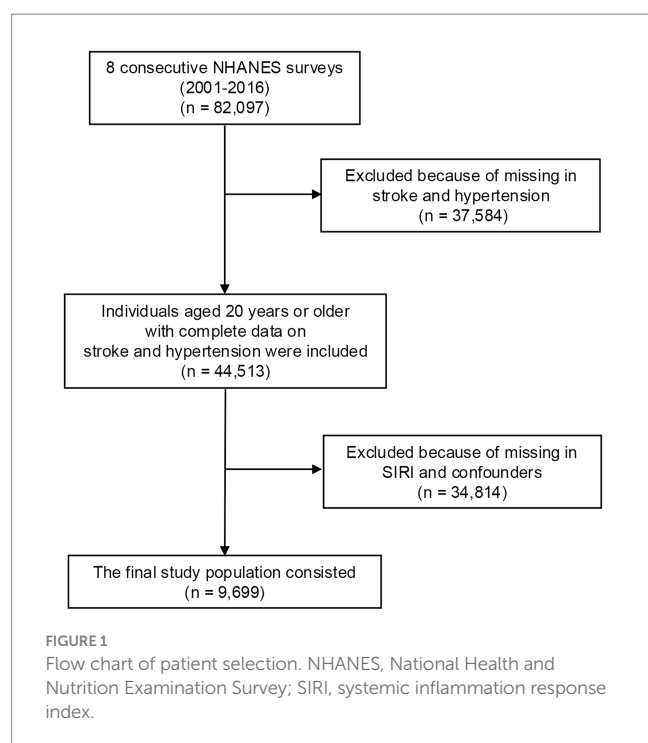 8 consecutive NHANES surveys
(2001-2016)
(n = 82,097)
Excluded because of missing in
stroke and hypertension
(n = 37,584)
Individuals aged 20 years or older
with complete data on
stroke and hypertension were included
(n = 44,513)
Excluded because of missing in
SIRI and confounders
(n = 34,814)
The final study population consisted
(n = 9,699)
FIGURE 1
Flow chart of patient selection. NHANES, National Health and
Nutrition Examination Survey; SIRI, systemic inflammation response
index.